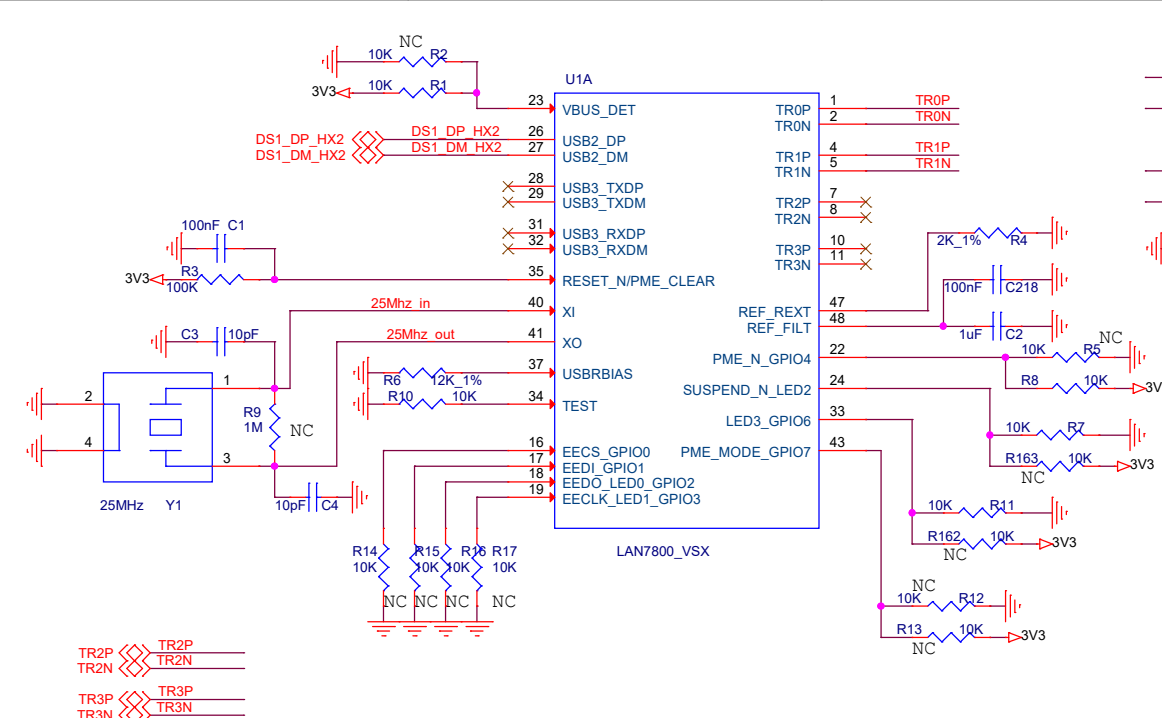 NC
10K R2
3V3 10K R1
U1A
23 VBUS_DET
DS1_DP_HX2 DS1_DP_HX2 26 USB2_DP
DS1_DM_HX2 DS1_DM_HX2 27 USB2_DM
28 USB3_TXDP
29 USB3_TXDM
31 USB3_RXDP
32 USB3_RXDM
100nF C1
3V3 R3 100K
35 RESET_N/PME_CLEAR
25Mhz_in 40 XI
25Mhz_out 41 XO
C3 10pF
R6 12K_1% 37 USBRBIAS
R10 10K 34 TEST
2 1
R9
1M NC
4 3
25MHz Y1
10pF C4
16 EECS_GPIO0
17 EEDI_GPIO1
18 EEDO_LED0_GPIO2
19 EECLK_LED1_GPIO3
R14 R15 R16 R17
10K 10K 10K 10K
NC NC NC NC
TR0P 1 TR0P
TR0N 2 TR0N
TR1P 4 TR1P
TR1N 5 TR1N
TR2P 7
TR2N 8
TR3P 10
TR3N 11
2K_1% R4
REF_REXT 47
100nF C218
REF_FILT 48
1uF C2
PME_N_GPIO4 22
10K R5 NC
R8 10K 3V
SUSPEND_N_LED2 24
10K R7
R163 10K 3V3
NC
LED3_GPIO6 33
10K R11
R162 10K 3V3
NC
PME_MODE_GPIO7 43
NC
10K R12
R13 10K 3V3
NC
LAN7800_VSX
TR2P TR2P
TR2N TR2N
TR3P TR3P
TR3N TR3N